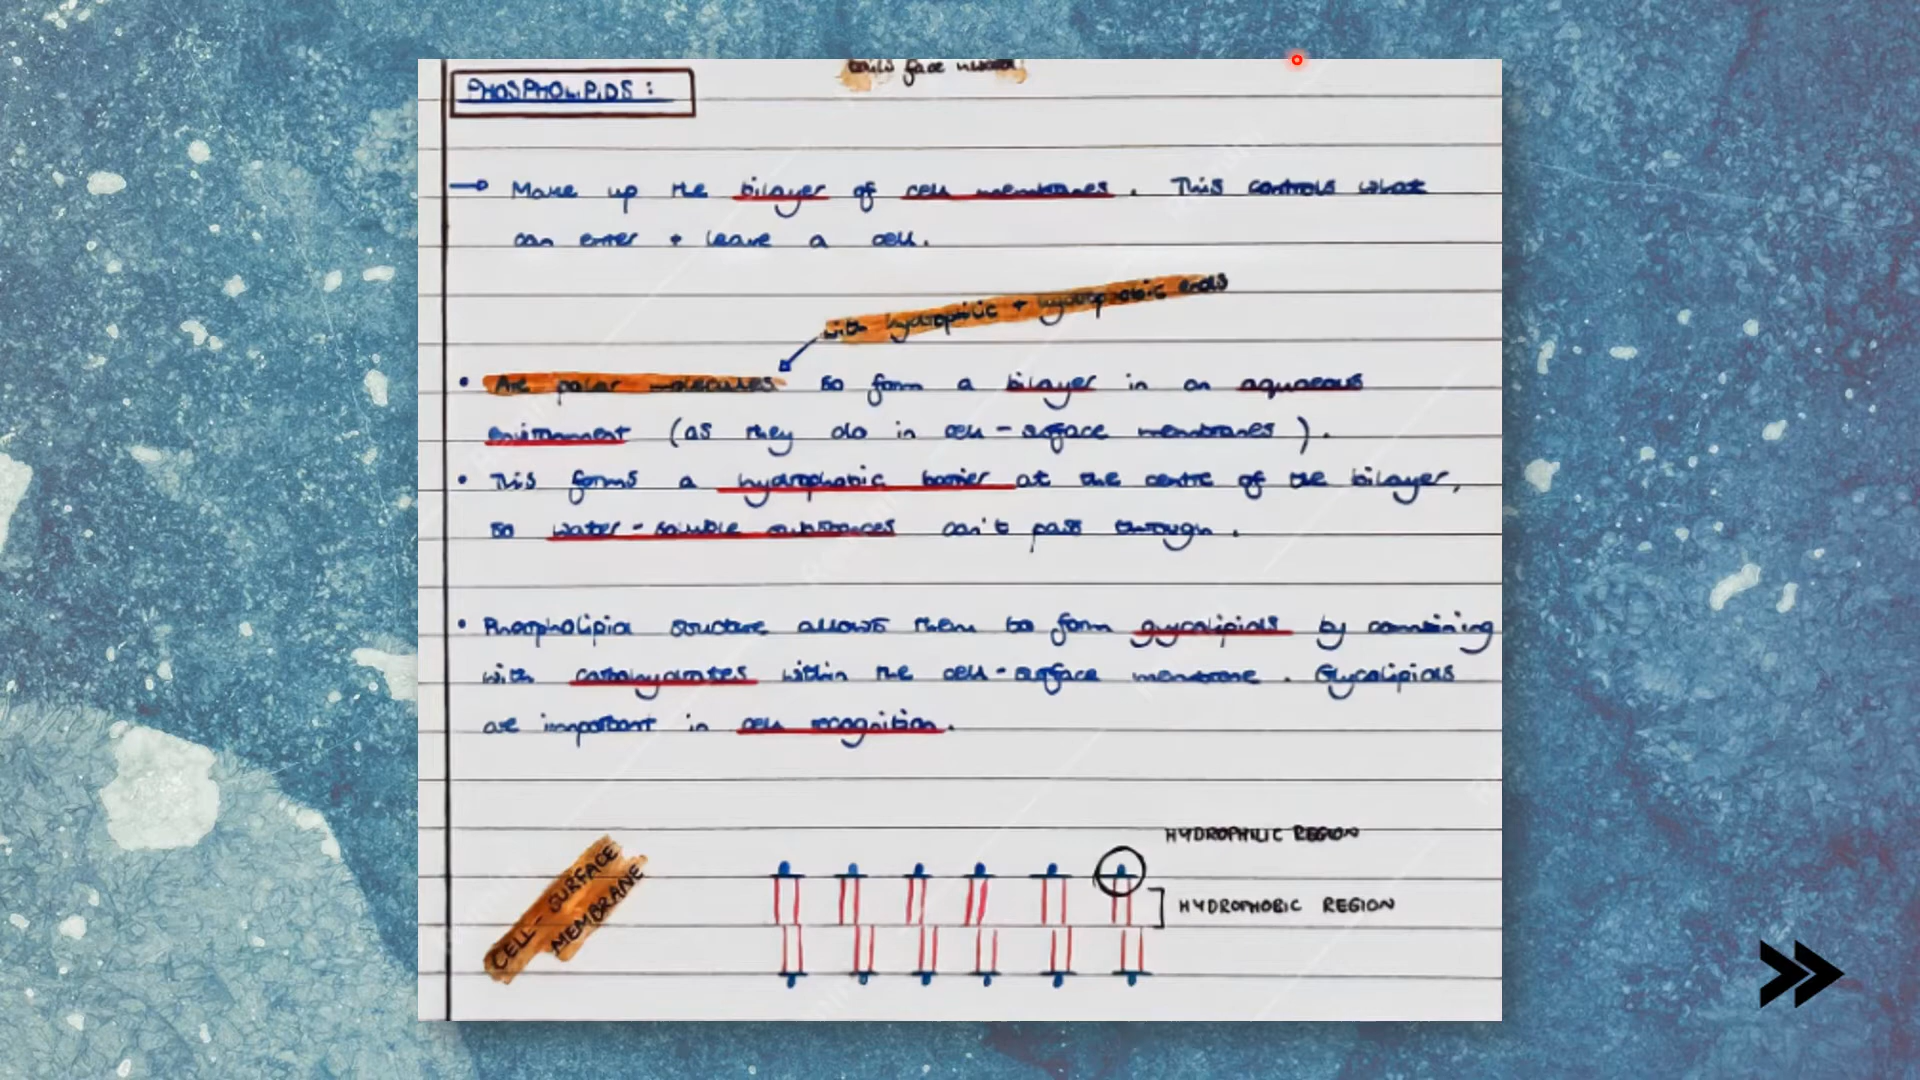 tails face inward.
PHOSPHOLIPIDS:
Make up the bilayer of cell membranes. This controls what
can enter + leave a cell.
with hydrophilic + hydrophobic ends
• Are polar molecules so form a bilayer in an aqueous
environment (as they do in cell-surface membranes).
• This forms a hydrophobic barrier at the centre of the bilayer,
so water-soluble substances can't pass through.
• Phospholipid structure allows them to form glycolipids by combining
with carbohydrates within the cell-surface membrane. Glycolipids
are important in cell recognition.
HYDROPHILIC REGION
CELL-SURFACE
MEMBRANE
HYDROPHOBIC REGION